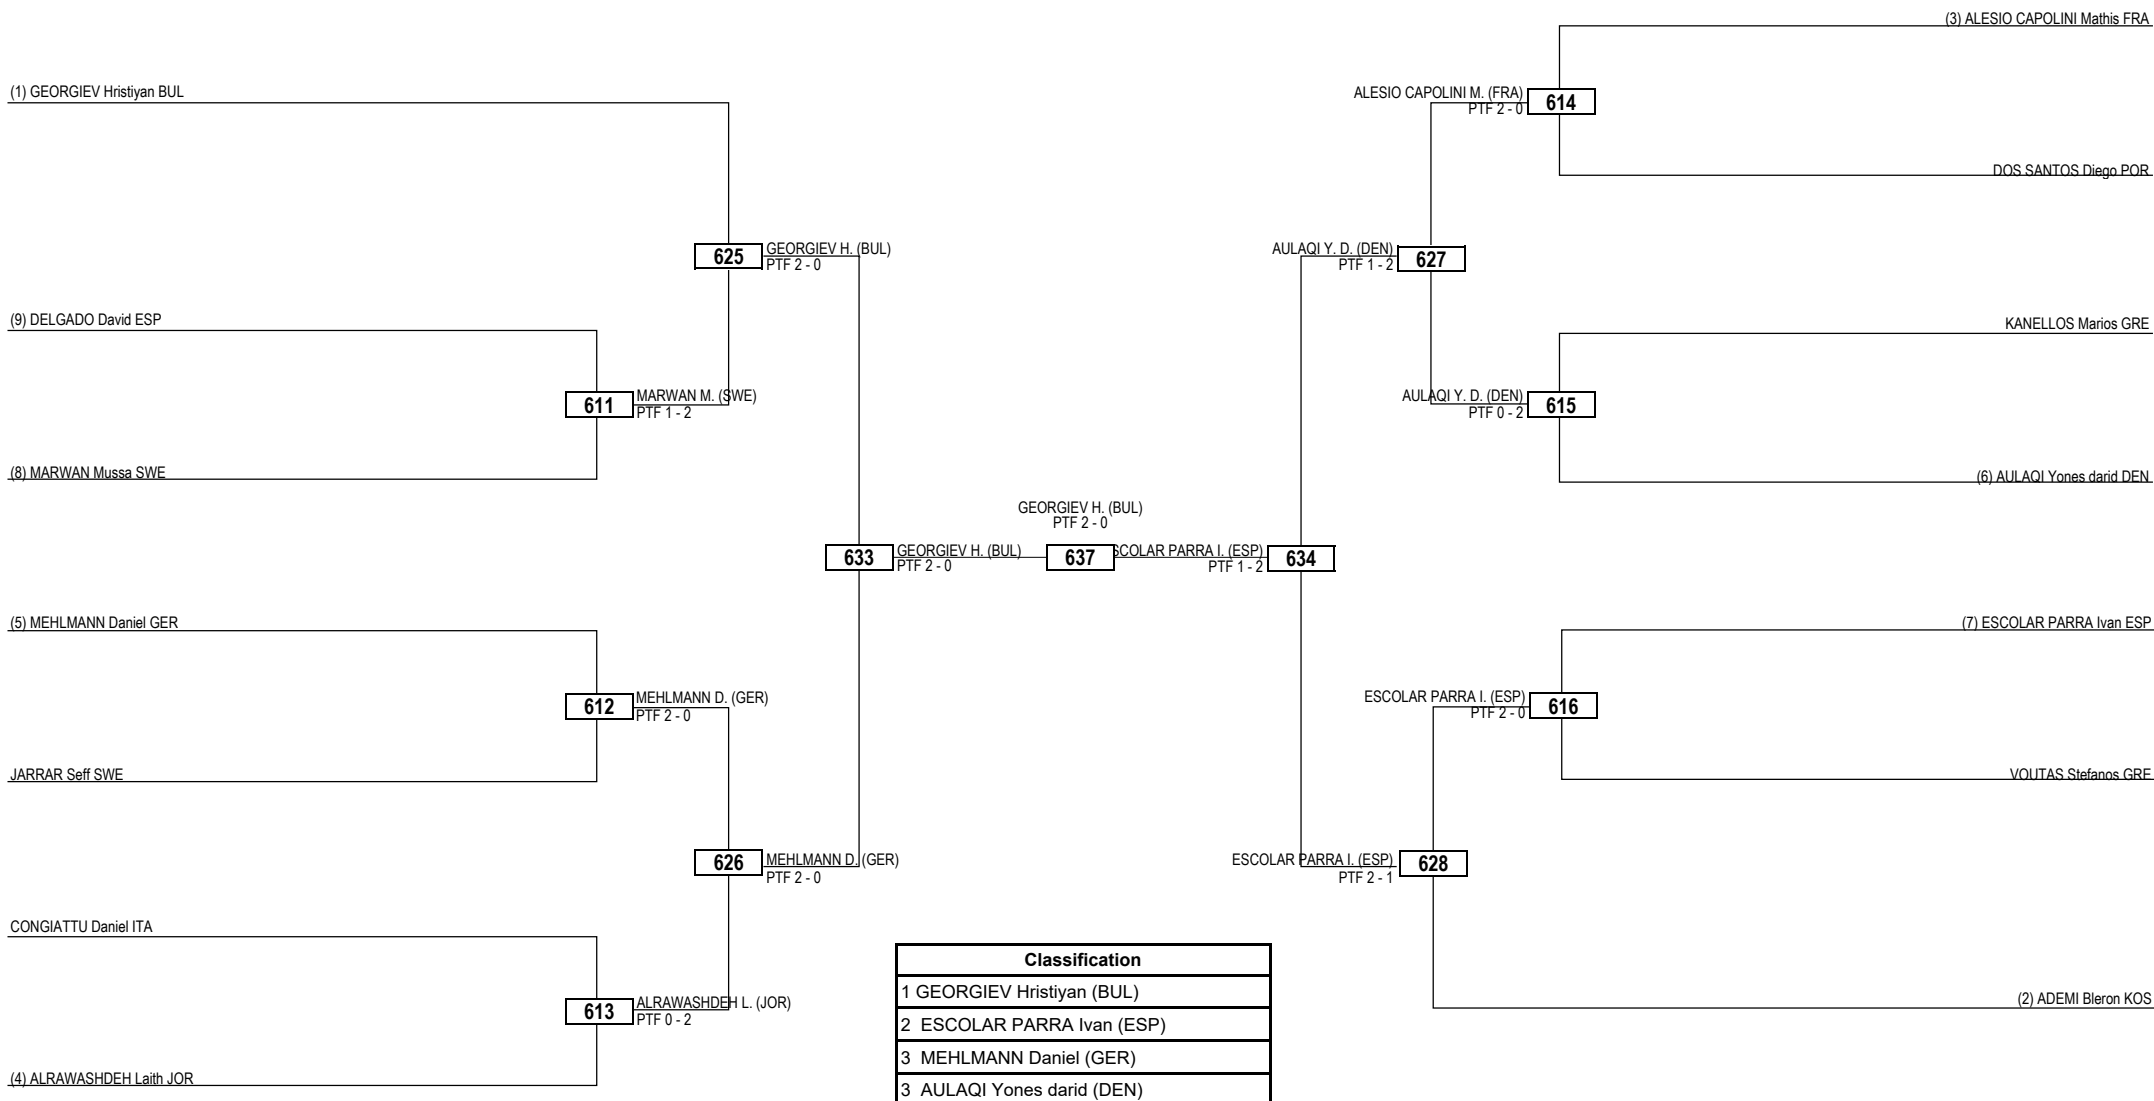 (3) ALESIO CAPOLINI Mathis FRA
(1) GEORGIEV Hristiyan BUL
ALESIO CAPOLINI M. (FRA)
PTF 2 - 0
614
DOS SANTOS Diego POR
625
GEORGIEV H. (BUL)
PTF 2 - 0
AULAQI Y. D. (DEN)
PTF 1 - 2
627
(9) DELGADO David ESP
KANELLOS Marios GRE
611
MARWAN M. (SWE)
PTF 1 - 2
AULAQI Y. D. (DEN)
PTF 0 - 2
615
(8) MARWAN Mussa SWE
(6) AULAQI Yones darid DEN
GEORGIEV H. (BUL)
PTF 2 - 0
633
GEORGIEV H. (BUL)
PTF 2 - 0
637
SCOLAR PARRA I. (ESP)
PTF 1 - 2
634
(5) MEHLMANN Daniel GER
(7) ESCOLAR PARRA Ivan ESP
612
MEHLMANN D. (GER)
PTF 2 - 0
ESCOLAR PARRA I. (ESP)
PTF 2 - 0
616
JARRAR Seff SWE
VOUTAS Stefanos GRE
626
MEHLMANN D. (GER)
PTF 2 - 0
ESCOLAR PARRA I. (ESP)
PTF 2 - 1
628
CONGIATTU Daniel ITA
613
ALRAWASHDEH L. (JOR)
PTF 0 - 2
(2) ADEMI Bleron KOS
(4) ALRAWASHDEH Laith JOR
Classification
1 GEORGIEV Hristiyan (BUL)
2 ESCOLAR PARRA Ivan (ESP)
3 MEHLMANN Daniel (GER)
3 AULAQI Yones darid (DEN)